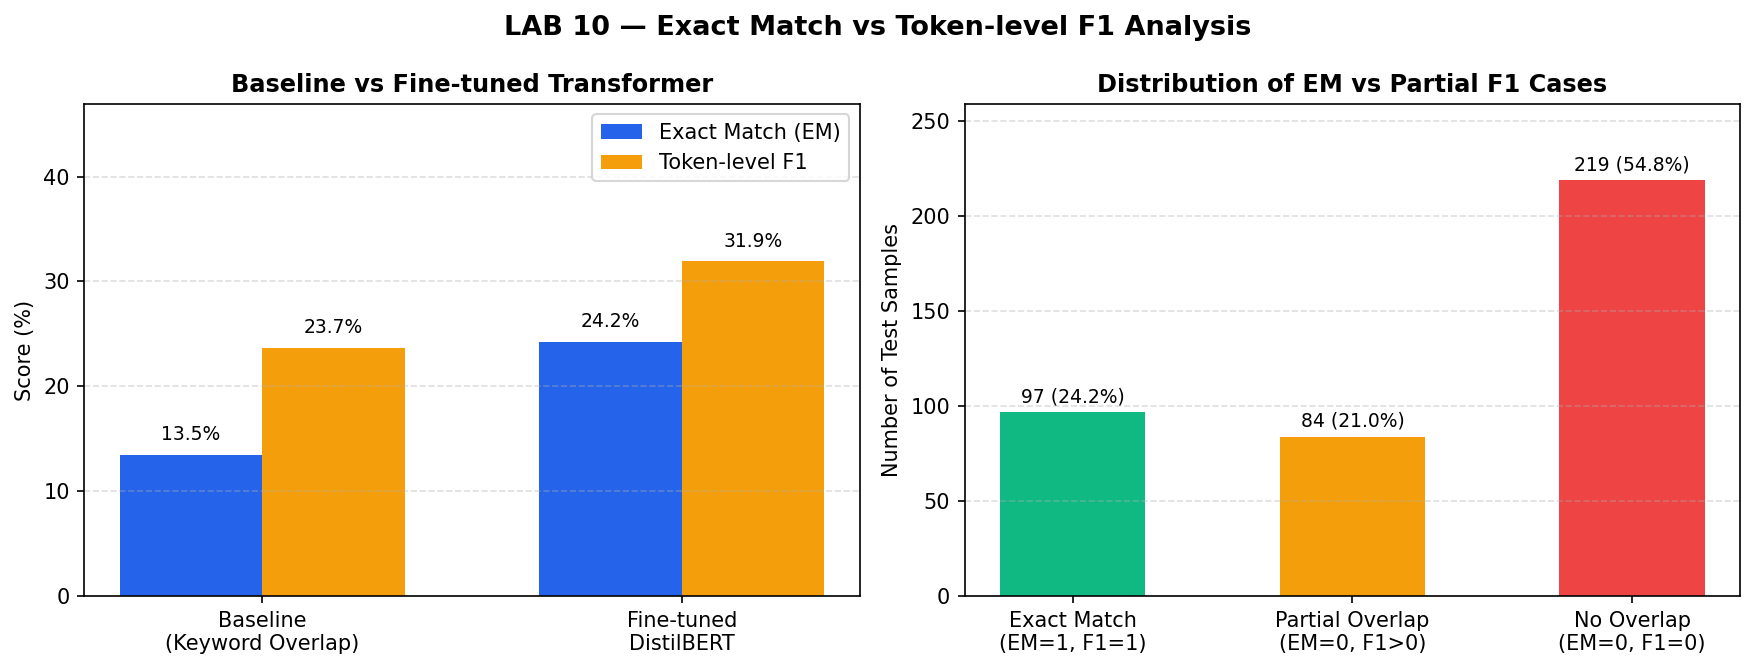 LAB 10 — Exact Match vs Token-level F1 Analysis
Baseline vs Fine-tuned Transformer
Score (%)
40
30
20
10
0
Exact Match (EM)
Token-level F1
13.5%
23.7%
24.2%
31.9%
Baseline
(Keyword Overlap)
Fine-tuned
DistilBERT
Distribution of EM vs Partial F1 Cases
Number of Test Samples
250
200
150
100
50
0
97 (24.2%)
84 (21.0%)
219 (54.8%)
Exact Match
(EM=1, F1=1)
Partial Overlap
(EM=0, F1>0)
No Overlap
(EM=0, F1=0)